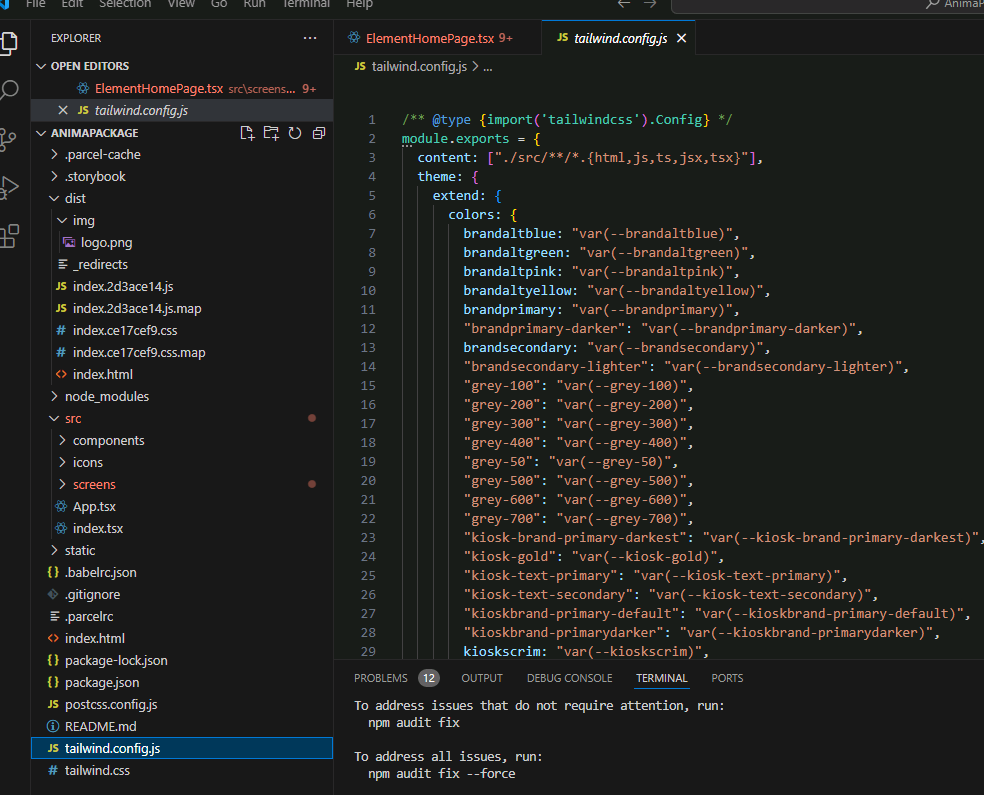 File Edit Selection View Go Run Terminal Help
AnimaP
EXPLORER
OPEN EDITORS
ElementHomePage.tsx src\screens... 9+
JS tailwind.config.js
ANIMAPACKAGE
.parcel-cache
.storybook
dist
img
logo.png
_redirects
JS index.2d3ace14.js
JS index.2d3ace14.js.map
# index.ce17cef9.css
# index.ce17cef9.css.map
<> index.html
node_modules
src
components
icons
screens
App.tsx
index.tsx
static
{} .babelrc.json
.gitignore
.parcelrc
<> index.html
{} package-lock.json
{} package.json
JS postcss.config.js
README.md
JS tailwind.config.js
# tailwind.css
ElementHomePage.tsx 9+
JS tailwind.config.js
JS tailwind.config.js > ...
1 /** @type {import('tailwindcss').Config} */
2 module.exports = {
3 content: ["./src/**/*.{html,js,ts,jsx,tsx}"],
4 theme: {
5 extend: {
6 colors: {
7 brandaltblue: "var(--brandaltblue)",
8 brandaltgreen: "var(--brandaltgreen)",
9 brandaltpink: "var(--brandaltpink)",
10 brandaltyellow: "var(--brandaltyellow)",
11 brandprimary: "var(--brandprimary)",
12 "brandprimary-darker": "var(--brandprimary-darker)",
13 brandsecondary: "var(--brandsecondary)",
14 "brandsecondary-lighter": "var(--brandsecondary-lighter)",
15 "grey-100": "var(--grey-100)",
16 "grey-200": "var(--grey-200)",
17 "grey-300": "var(--grey-300)",
18 "grey-400": "var(--grey-400)",
19 "grey-50": "var(--grey-50)",
20 "grey-500": "var(--grey-500)",
21 "grey-600": "var(--grey-600)",
22 "grey-700": "var(--grey-700)",
23 "kiosk-brand-primary-darkest": "var(--kiosk-brand-primary-darkest)",
24 "kiosk-gold": "var(--kiosk-gold)",
25 "kiosk-text-primary": "var(--kiosk-text-primary)",
26 "kiosk-text-secondary": "var(--kiosk-text-secondary)",
27 "kioskbrand-primary-default": "var(--kioskbrand-primary-default)",
28 "kioskbrand-primarydarker": "var(--kioskbrand-primarydarker)",
29 kioskscrim: "var(--kioskscrim)",
PROBLEMS 12 OUTPUT DEBUG CONSOLE TERMINAL PORTS
To address issues that do not require attention, run:
npm audit fix
To address all issues, run:
npm audit fix --force